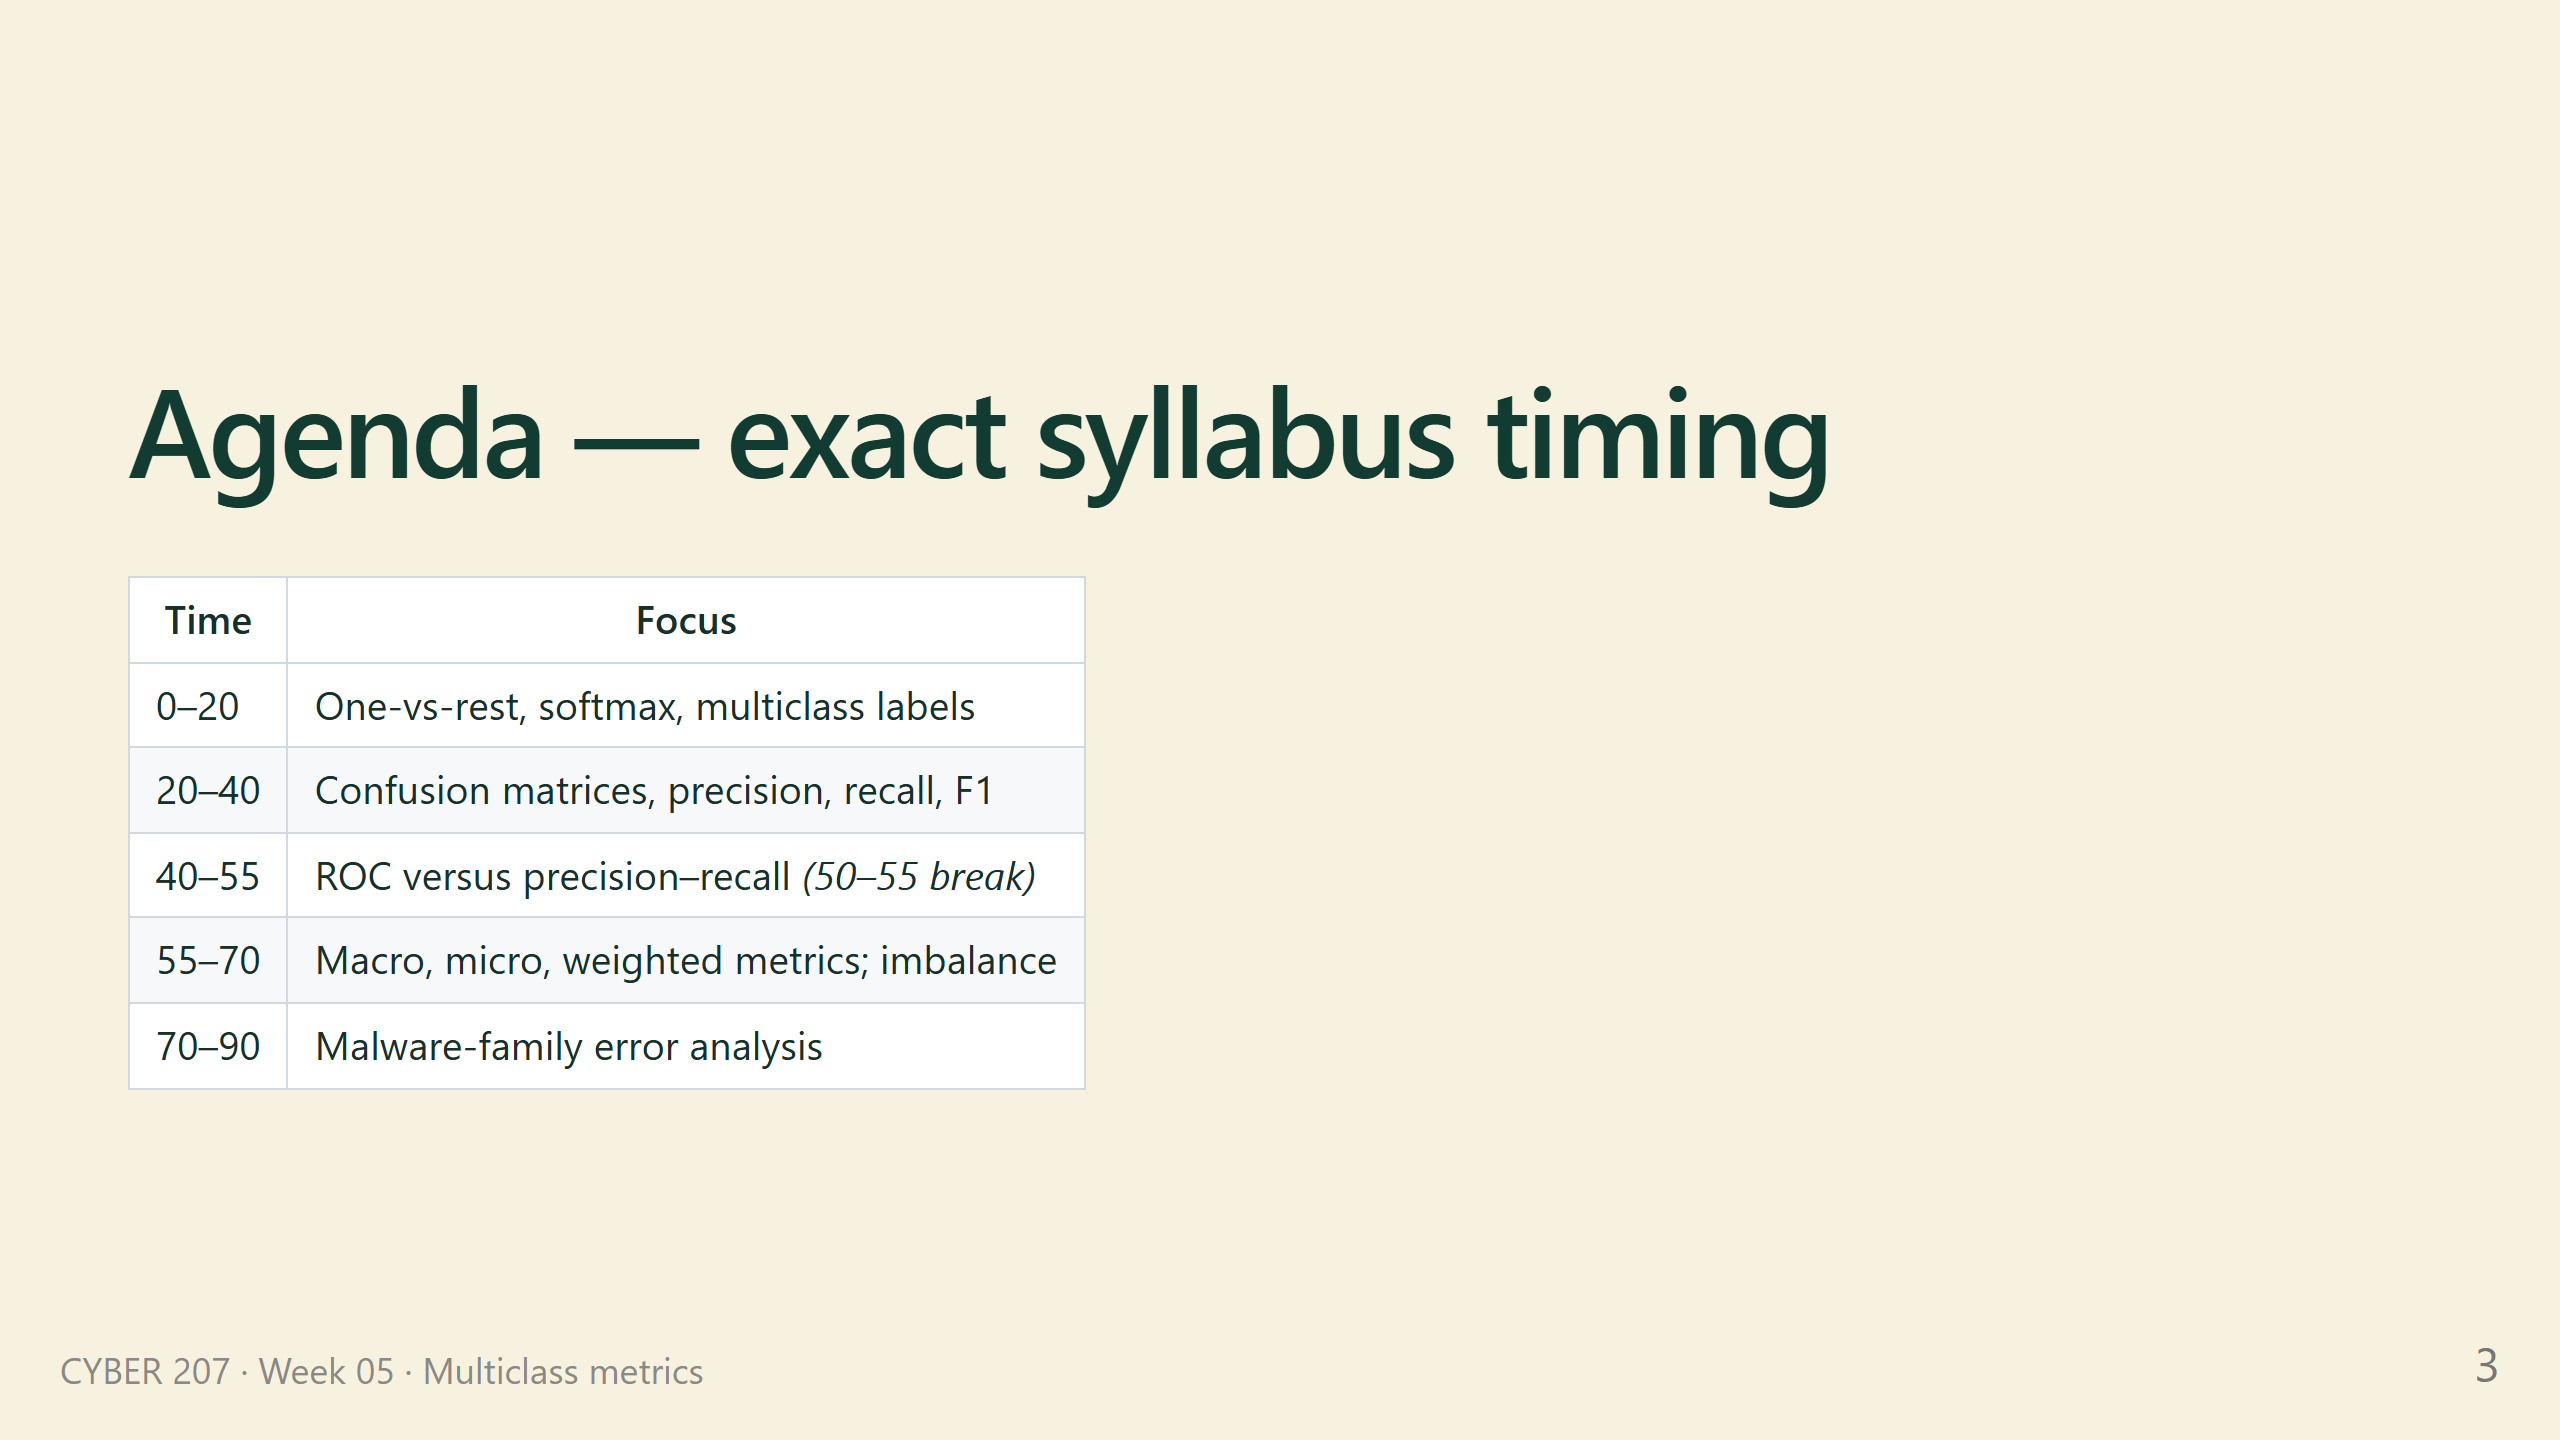 Agenda — exact syllabus timing
Time Focus
0–20 One-vs-rest, softmax, multiclass labels
20–40 Confusion matrices, precision, recall, F1
40–55 ROC versus precision–recall (50–55 break)
55–70 Macro, micro, weighted metrics; imbalance
70–90 Malware-family error analysis
CYBER 207 · Week 05 · Multiclass metrics
3